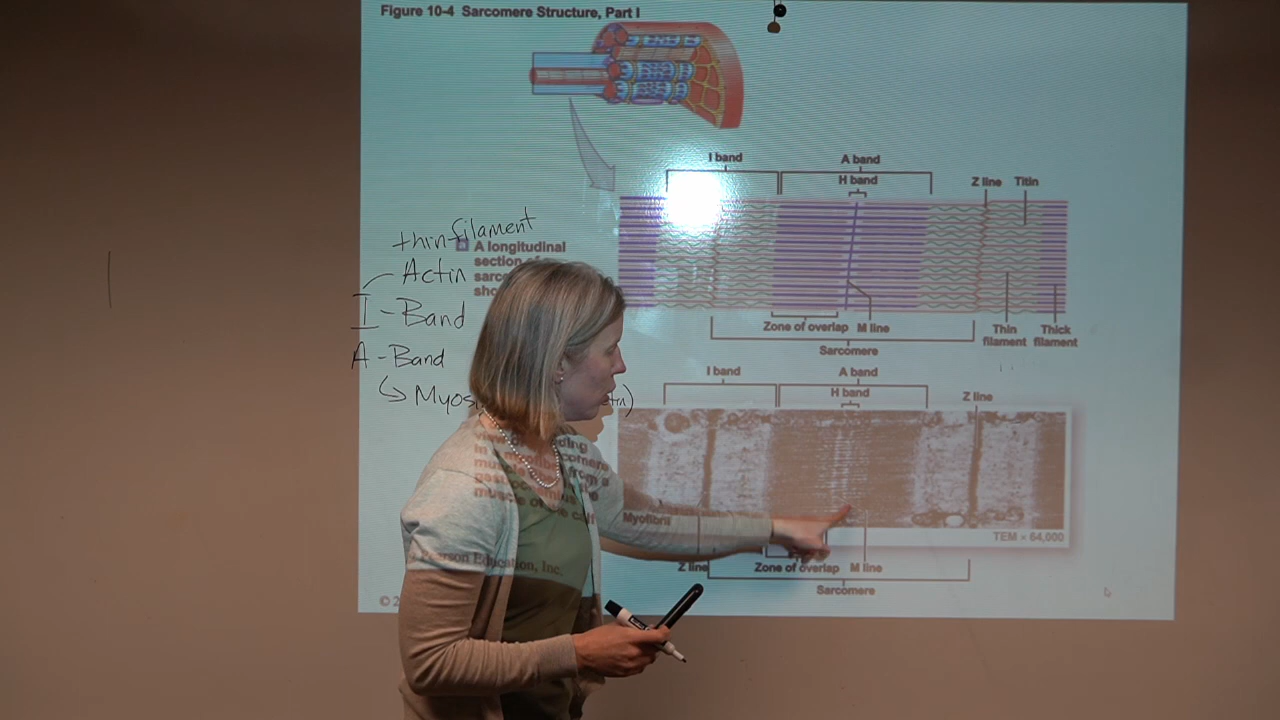 Figure 10-4 Sarcomere Structure, Part I
I band
A band
H band
Z line
Titin
thin filament
A longitudinal
section
Actin
I-Band
Zone of overlap
M line
Thin
filament
Thick
filament
Sarcomere
A-Band
I band
A band
H band
Z line
Myofibril
TEM × 64,000
Education, Inc.
Z line
Zone of overlap
M line
Sarcomere
©